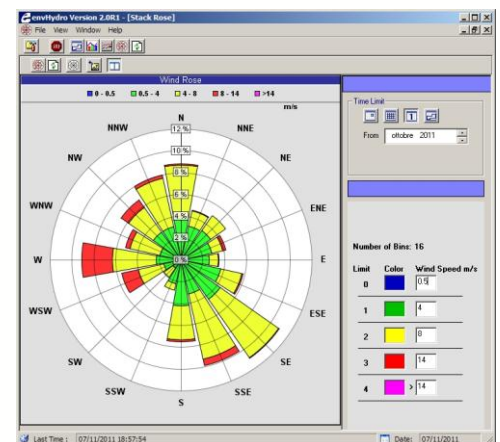 envHydro Version 2.0R1 - [Stack Rose]
File View Window Help
Wind Rose
0 - 0.5 0.5 - 4 4 - 8 8 - 14 >14
m/s
N
NNE
NE
ENE
E
ESE
SE
SSE
S
SSW
SW
WSW
W
WNW
NW
NNW
12 %
10 %
8 %
6 %
4 %
2 %
0 %
Time Limit
1
From ottobre 2011
Number of Bins: 16
Limit Color Wind Speed m/s
0 0.5
1 4
2 8
3 14
4 > 14
Last Time : 07/11/2011 18:57:54 Date: 07/11/2011